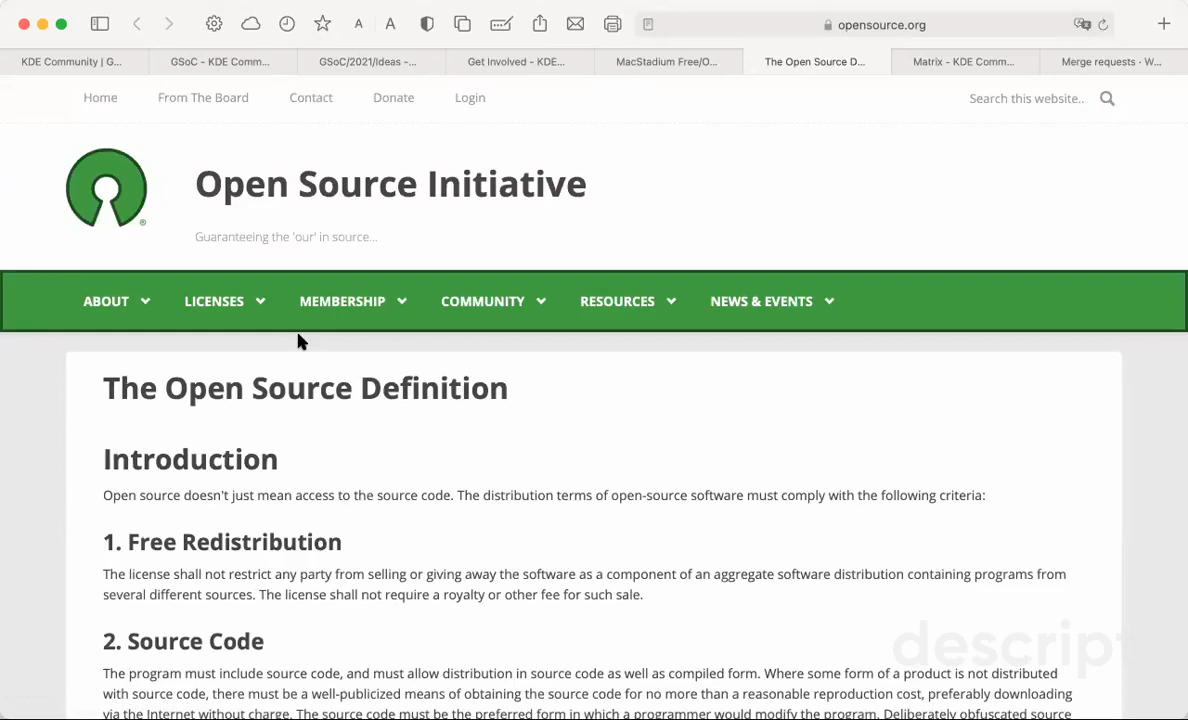 A A opensource.org
KDE Community | G...
GSoC - KDE Comm...
GSoC/2021/Ideas -...
Get Involved - KDE...
MacStadium Free/O...
The Open Source D...
Matrix - KDE Comm...
Merge requests · W...
Home From The Board Contact Donate Login Search this website..
Open Source Initiative
®
Guaranteeing the 'our' in source...
ABOUT LICENSES MEMBERSHIP COMMUNITY RESOURCES NEWS & EVENTS
The Open Source Definition
Introduction
Open source doesn't just mean access to the source code. The distribution terms of open-source software must comply with the following criteria:
1. Free Redistribution
The license shall not restrict any party from selling or giving away the software as a component of an aggregate software distribution containing programs from
several different sources. The license shall not require a royalty or other fee for such sale.
2. Source Code
descript
The program must include source code, and must allow distribution in source code as well as compiled form. Where some form of a product is not distributed
with source code, there must be a well-publicized means of obtaining the source code for no more than a reasonable reproduction cost, preferably downloading
via the Internet without charge. The source code must be the preferred form in which a programmer would modify the program. Deliberately obfuscated source